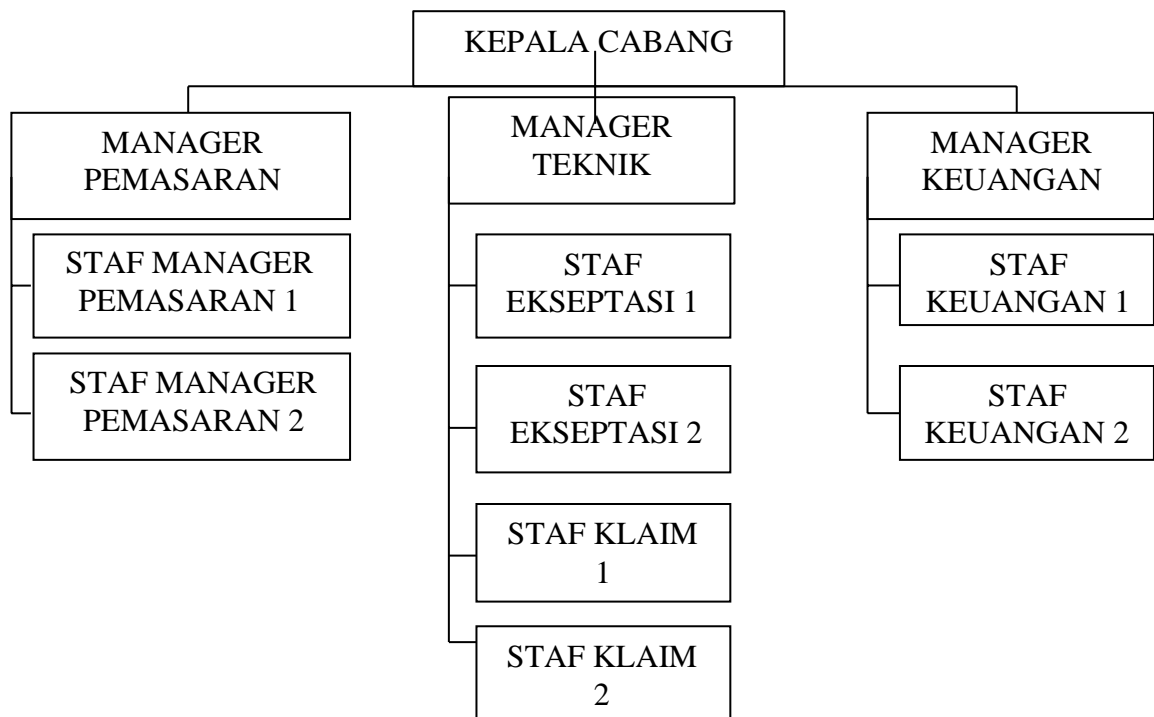 KEPALA CABANG
MANAGER
PEMASARAN
STAF MANAGER
PEMASARAN 1
STAF MANAGER
PEMASARAN 2
MANAGER
TEKNIK
STAF
EKSEPTASI 1
STAF
EKSEPTASI 2
STAF KLAIM
1
STAF KLAIM
2
MANAGER
KEUANGAN
STAF
KEUANGAN 1
STAF
KEUANGAN 2